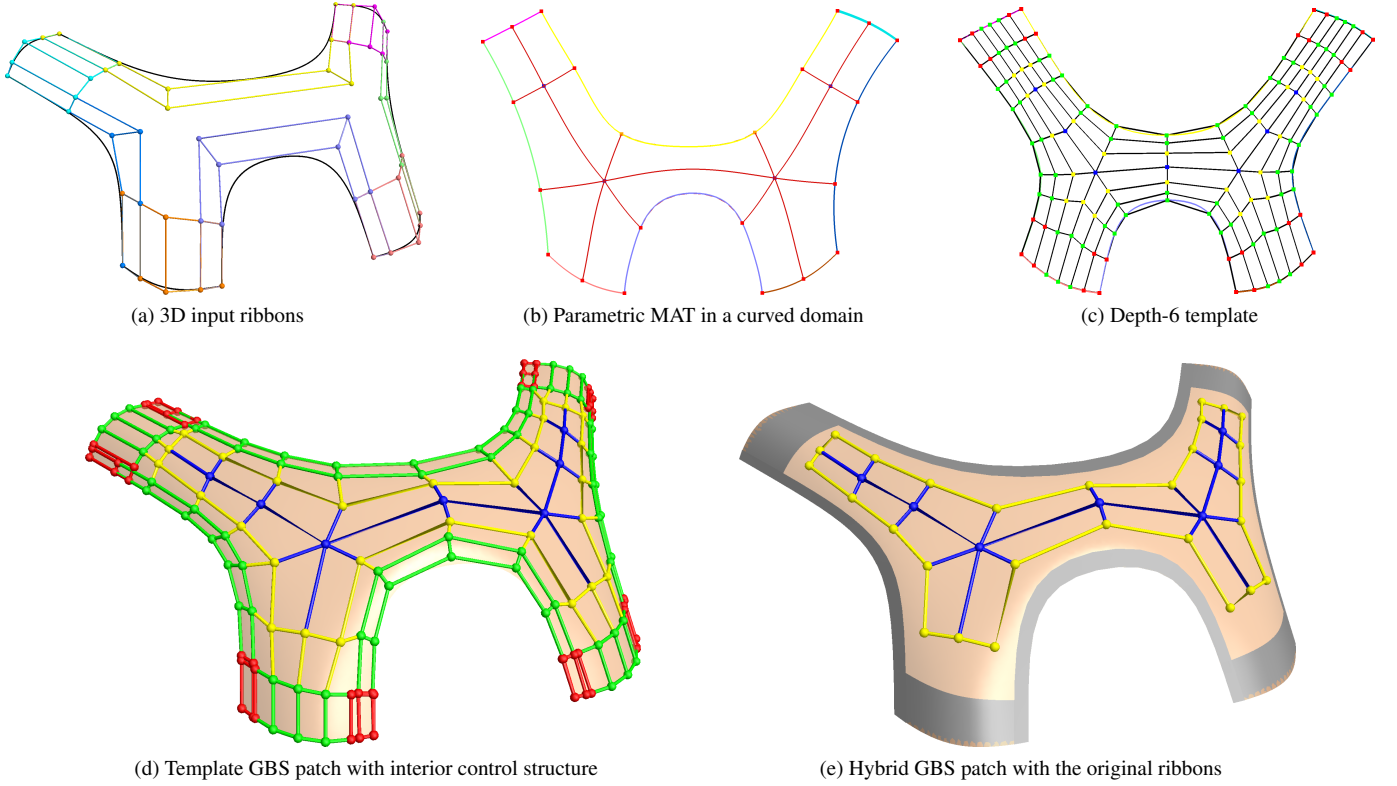 (a) 3D input ribbons
(b) Parametric MAT in a curved domain
(c) Depth-6 template
(d) Template GBS patch with interior control structure
(e) Hybrid GBS patch with the original ribbons